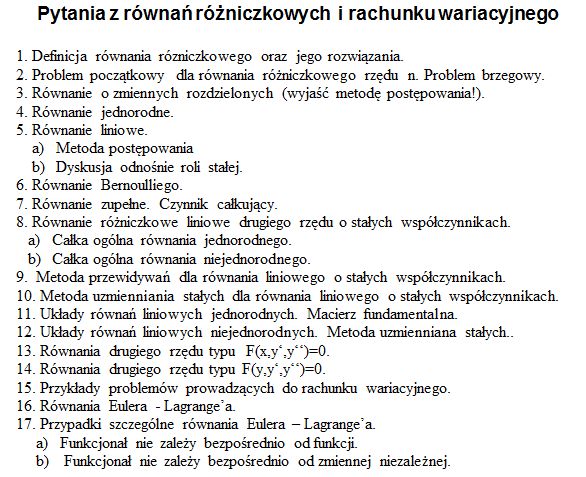 Pytania z równań różniczkowych i rachunku wariacyjnego
1. Definicja równania rózniczkowego oraz jego rozwiązania.
2. Problem początkowy dla równania różniczkowego rzędu n. Problem brzegowy.
3. Równanie o zmiennych rozdzielonych (wyjaść metodę postępowania!).
4. Równanie jednorodne.
5. Równanie liniowe.
a) Metoda postępowania
b) Dyskusja odnośnie roli stałej.
6. Równanie Bernoulliego.
7. Równanie zupełne. Czynnik całkujący.
8. Równanie różniczkowe liniowe drugiego rzędu o stałych współczynnikach.
a) Całka ogólna równania jednorodnego.
b) Całka ogólna równania niejednorodnego.
9. Metoda przewidywań dla równania liniowego o stałych współczynnikach.
10. Metoda uzmienniania stałych dla równania liniowego o stałych współczynnikach.
11. Układy równań liniowych jednorodnych. Macierz fundamentalna.
12. Układy równań liniowych niejednorodnych. Metoda uzmienniana stałych..
13. Równania drugiego rzędu typu F(x,y‘,y‘‘)=0.
14. Równania drugiego rzędu typu F(y,y‘,y‘‘)=0.
15. Przykłady problemów prowadzących do rachunku wariacyjnego.
16. Równania Eulera - Lagrange’a.
17. Przypadki szczególne równania Eulera – Lagrange’a.
a) Funkcjonał nie zależy bezpośrednio od funkcji.
b) Funkcjonał nie zależy bezpośrednio od zmiennej niezależnej.